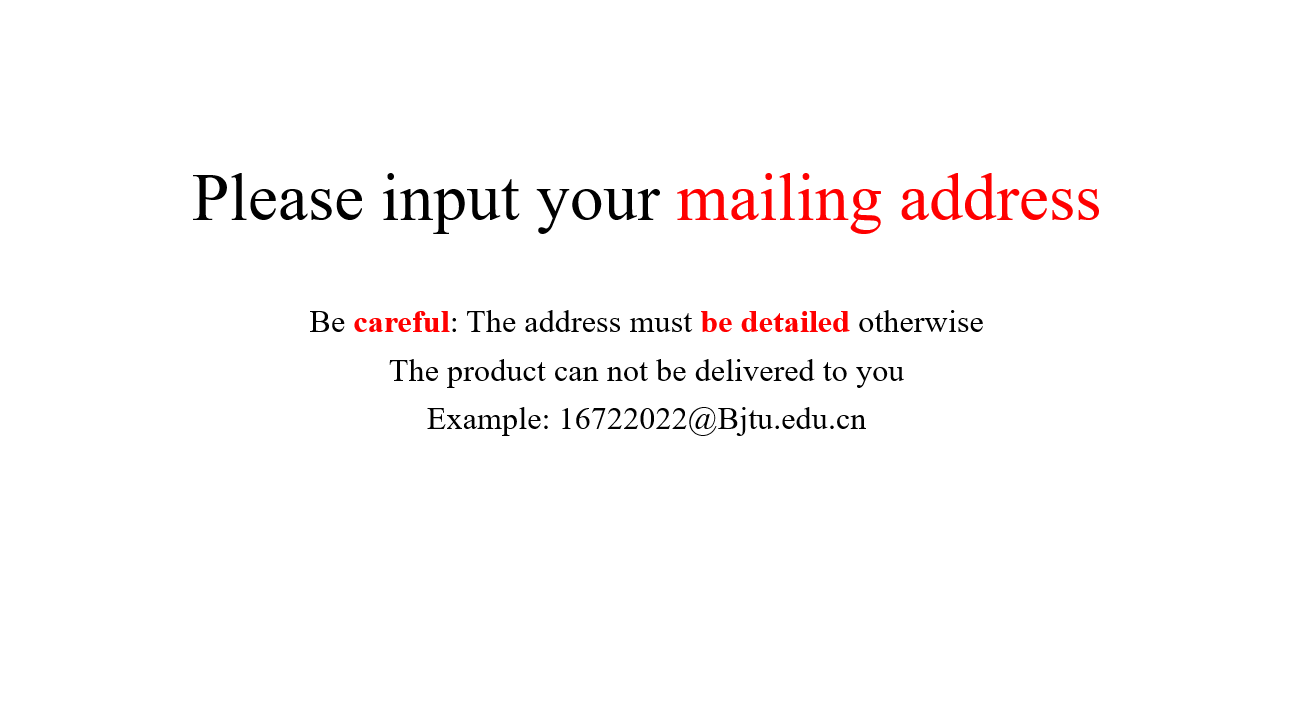 Please input your mailing address
Be careful: The address must be detailed otherwise
The product can not be delivered to you
Example: 16722022@Bjtu.edu.cn